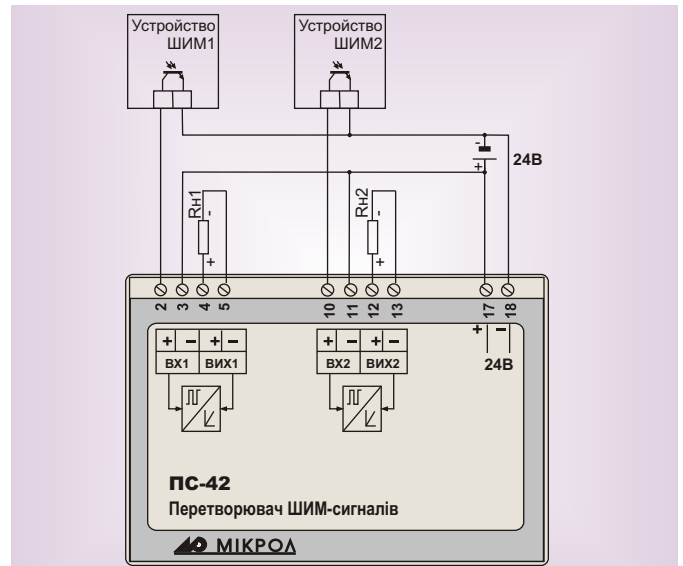 Устройство ШИМ1
Устройство ШИМ2
-
+
24В
Rн1
-
+
Rн2
-
+
2 3 4 5 10 11 12 13 17 18
+ − + − + − + − + −
ВХ1 ВИХ1 ВХ2 ВИХ2 24В
ПС-42
Перетворювач ШИМ-сигналів
МІКРОЛ